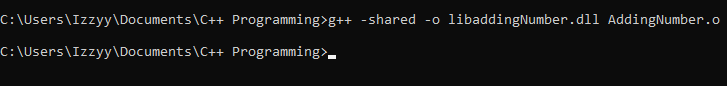 C:\Users\Izzyy\Documents\C++ Programming>g++ -shared -o libaddingNumber.dll AddingNumber.o
C:\Users\Izzyy\Documents\C++ Programming>